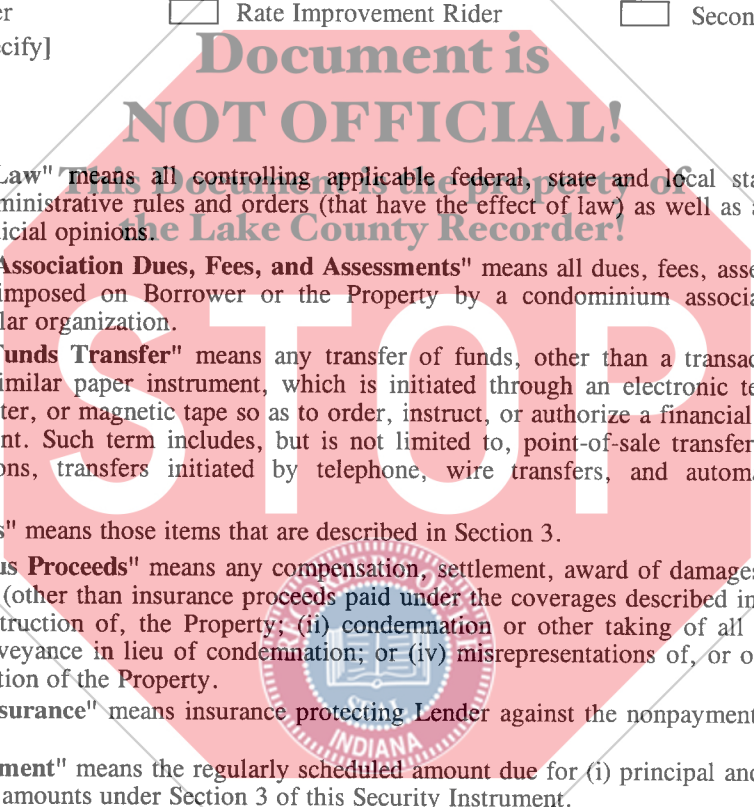 er Rate Improvement Rider Secon
ecify]
Document is
NOT OFFICIAL!
This Document is the property of
the Lake County Recorder!
Law" means all controlling applicable federal, state and local sta
ministrative rules and orders (that have the effect of law) as well as a
icial opinions.
Association Dues, Fees, and Assessments" means all dues, fees, asse
imposed on Borrower or the Property by a condominium associa
lar organization.
Funds Transfer" means any transfer of funds, other than a transac
imilar paper instrument, which is initiated through an electronic te
ter, or magnetic tape so as to order, instruct, or authorize a financial
nt. Such term includes, but is not limited to, point-of-sale transfer
ons, transfers initiated by telephone, wire transfers, and automa
STOP
s" means those items that are described in Section 3.
us Proceeds" means any compensation, settlement, award of damages
(other than insurance proceeds paid under the coverages described in
truction of, the Property; (ii) condemnation or other taking of all
veyance in lieu of condemnation; or (iv) misrepresentations of, or o
tion of the Property.
SEAL
surance" means insurance protecting Lender against the nonpayment
INDIANA
ment" means the regularly scheduled amount due for (i) principal and
amounts under Section 3 of this Security Instrument.